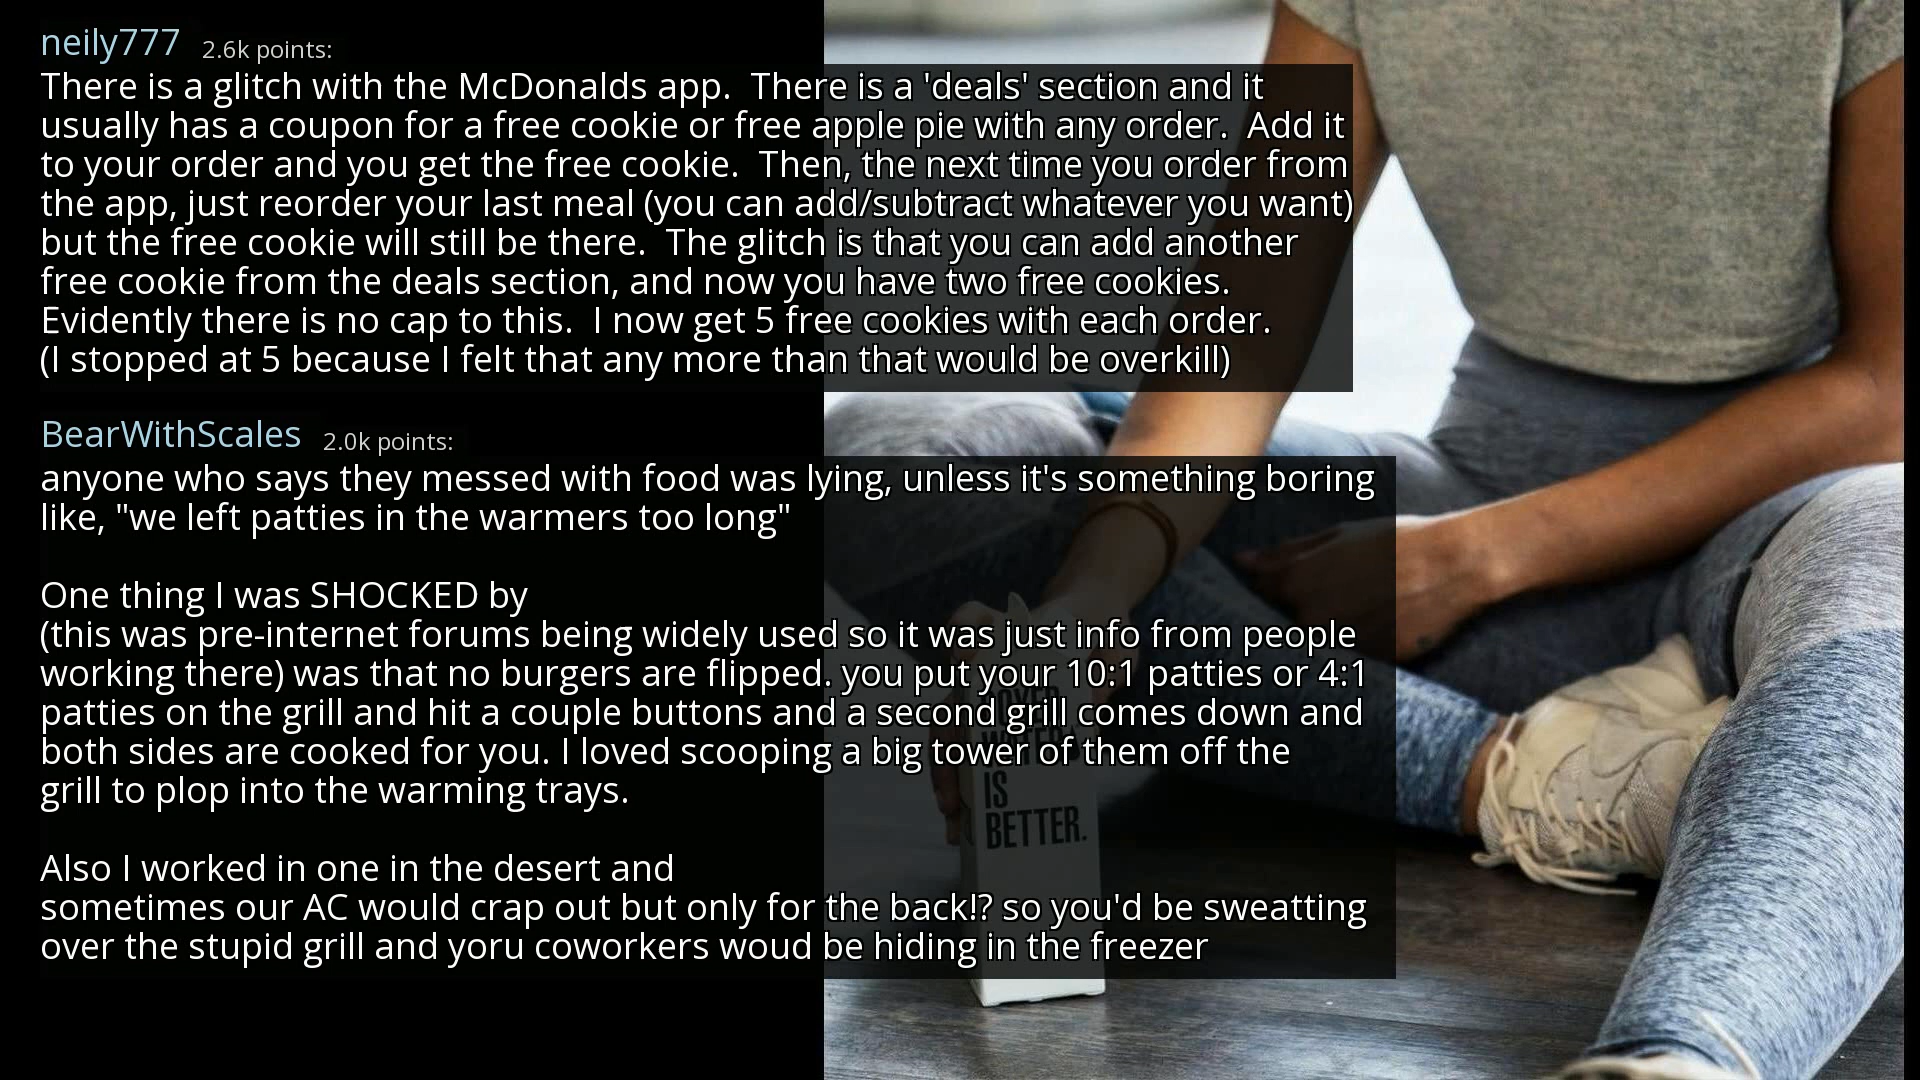 neily777 2.6k points:
There is a glitch with the McDonalds app.  There is a 'deals' section and it
usually has a coupon for a free cookie or free apple pie with any order.  Add it
to your order and you get the free cookie.  Then, the next time you order from
the app, just reorder your last meal (you can add/subtract whatever you want)
but the free cookie will still be there.  The glitch is that you can add another
free cookie from the deals section, and now you have two free cookies.
Evidently there is no cap to this.  I now get 5 free cookies with each order.
(I stopped at 5 because I felt that any more than that would be overkill)
BearWithScales 2.0k points:
anyone who says they messed with food was lying, unless it's something boring
like, "we left patties in the warmers too long"
One thing I was SHOCKED by
(this was pre-internet forums being widely used so it was just info from people
working there) was that no burgers are flipped. you put your 10:1 patties or 4:1
patties on the grill and hit a couple buttons and a second grill comes down and
both sides are cooked for you. I loved scooping a big tower of them off the
grill to plop into the warming trays.
Also I worked in one in the desert and
sometimes our AC would crap out but only for the back!? so you'd be sweatting
over the stupid grill and yoru coworkers woud be hiding in the freezer
IS
BETTER.